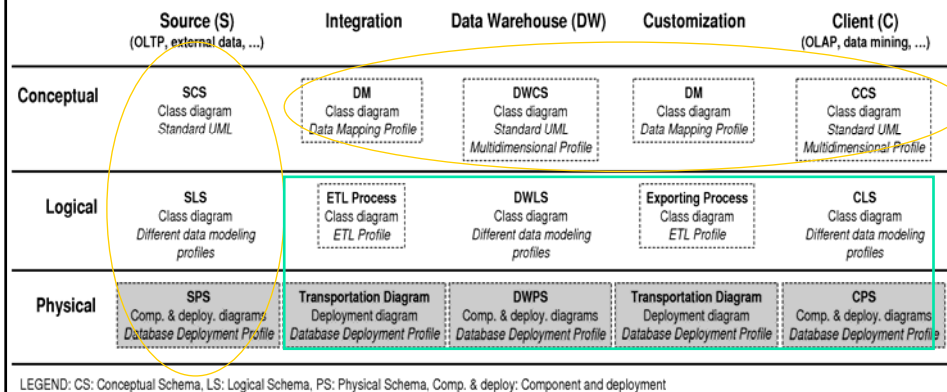 Source (S) Integration Data Warehouse (DW) Customization Client (C)
(OLTP, external data, ...) (OLAP, data mining, ...)
Conceptual SCS DM DWCS DM CCS
Class diagram Class diagram Class diagram Class diagram Class diagram
Standard UML Data Mapping Profile Standard UML Data Mapping Profile Standard UML
Multidimensional Profile Multidimensional Profile
Logical SLS ETL Process DWLS Exporting Process CLS
Class diagram Class diagram Class diagram Class diagram Class diagram
Different data modeling ETL Profile Different data modeling ETL Profile Different data modeling
profiles profiles profiles
Physical SPS Transportation Diagram DWPS Transportation Diagram CPS
Comp. & deploy. diagrams Deployment diagram Comp. & deploy. diagrams Deployment diagram Comp. & deploy. diagrams
Database Deployment Profile Database Deployment Profile Database Deployment Profile Database Deployment Profile Database Deployment Profile
LEGEND: CS: Conceptual Schema, LS: Logical Schema, PS: Physical Schema, Comp. & deploy: Component and deployment